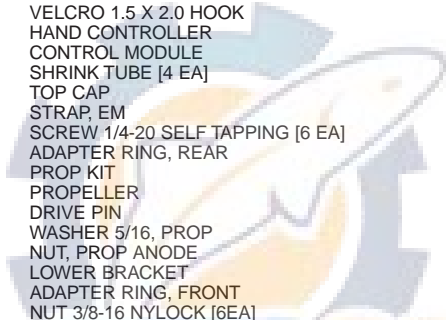 VELCRO 1.5 X 2.0 HOOK
HAND CONTROLLER
CONTROL MODULE
SHRINK TUBE [4 EA]
TOP CAP
STRAP, EM
SCREW 1/4-20 SELF TAPPING [6 EA]
ADAPTER RING, REAR
PROP KIT
PROPELLER
DRIVE PIN
WASHER 5/16, PROP
NUT, PROP ANODE
LOWER BRACKET
ADAPTER RING, FRONT
NUT 3/8-16 NYLOCK [6EA]